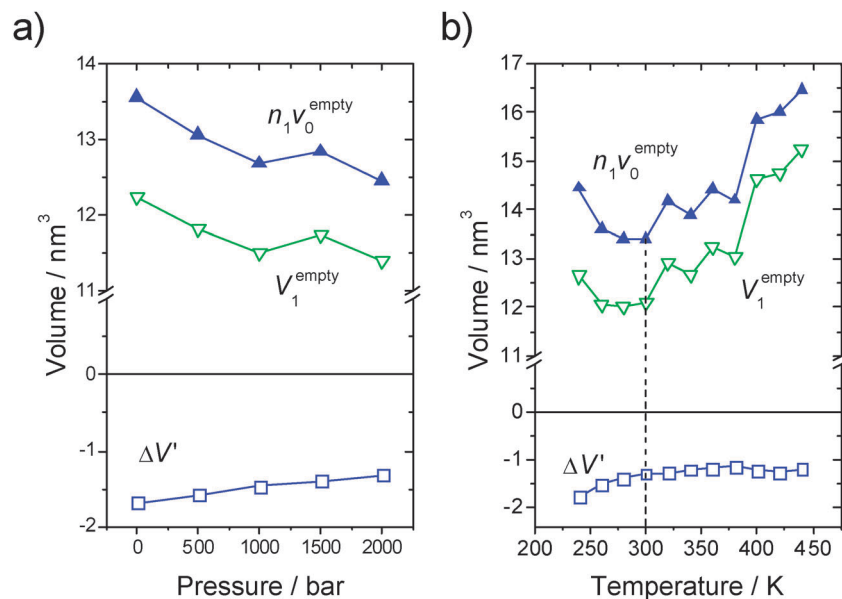 a)
14
13
12
11
0
-1
-2
Volume / nm³
n₁v₀ᵉᵐᵖᵗʸ
V₁ᵉᵐᵖᵗʸ
ΔV'
0 500 1000 1500 2000
Pressure / bar
b)
17
16
15
14
13
12
11
0
-1
-2
Volume / nm³
n₁v₀ᵉᵐᵖᵗʸ
V₁ᵉᵐᵖᵗʸ
ΔV'
200 250 300 350 400 450
Temperature / K